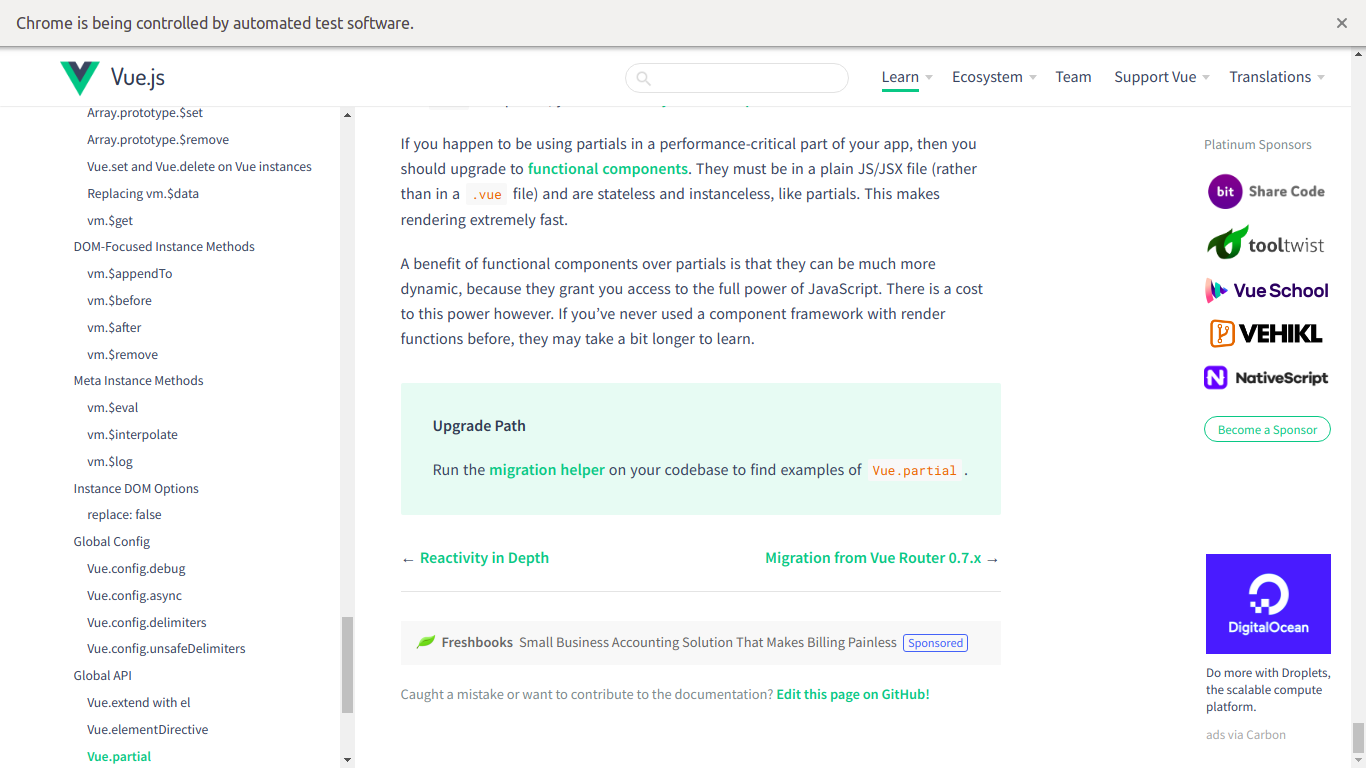 Chrome is being controlled by automated test software.
Vue.js
Learn
Ecosystem
Team
Support Vue
Translations
Array.prototype.$set
Array.prototype.$remove
Vue.set and Vue.delete on Vue instances
Replacing vm.$data
vm.$get
DOM-Focused Instance Methods
vm.$appendTo
vm.$before
vm.$after
vm.$remove
Meta Instance Methods
vm.$eval
vm.$interpolate
vm.$log
Instance DOM Options
replace: false
Global Config
Vue.config.debug
Vue.config.async
Vue.config.delimiters
Vue.config.unsafeDelimiters
Global API
Vue.extend with el
Vue.elementDirective
Vue.partial
If you happen to be using partials in a performance-critical part of your app, then you
should upgrade to functional components. They must be in a plain JS/JSX file (rather
than in a .vue file) and are stateless and instanceless, like partials. This makes
rendering extremely fast.
A benefit of functional components over partials is that they can be much more
dynamic, because they grant you access to the full power of JavaScript. There is a cost
to this power however. If you’ve never used a component framework with render
functions before, they may take a bit longer to learn.
Upgrade Path
Run the migration helper on your codebase to find examples of Vue.partial .
← Reactivity in Depth
Migration from Vue Router 0.7.x →
Freshbooks Small Business Accounting Solution That Makes Billing Painless Sponsored
Caught a mistake or want to contribute to the documentation? Edit this page on GitHub!
Platinum Sponsors
bit Share Code
tooltwist
Vue School
VEHIKL
N NativeScript
Become a Sponsor
DigitalOcean
Do more with Droplets,
the scalable compute
platform.
ads via Carbon